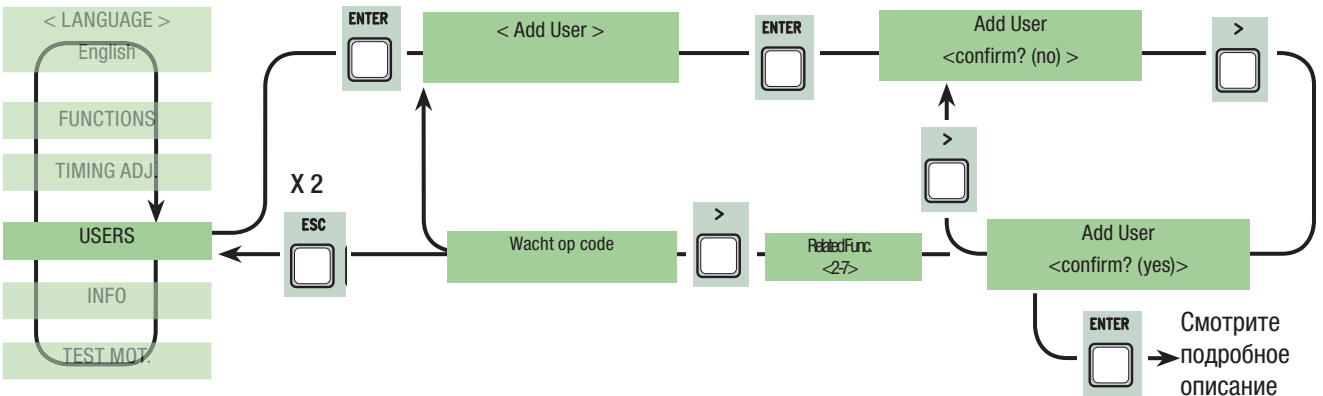 < LANGUAGE >
English
FUNCTIONS
TIMING ADJ.
USERS
INFO
TEST MOT.
ENTER
< Add User >
ENTER
Add User
<confirm? (no) >
>
>
X 2
ESC
Wacht op code
>
Related Func.
<2-7>
Add User
<confirm? (yes)>
ENTER
Смотрите
подробное
описание